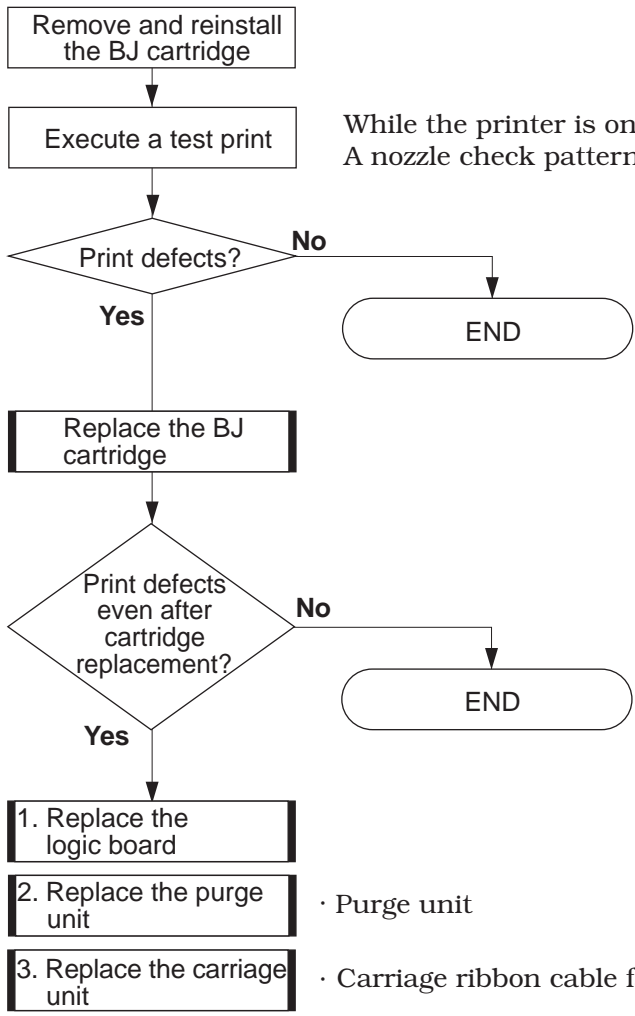 Remove and reinstall
the BJ cartridge
Execute a test print
While the printer is on
A nozzle check pattern
Print defects?
No
Yes
END
Replace the BJ
cartridge
Print defects
even after
cartridge
replacement?
No
Yes
END
1. Replace the
logic board
2. Replace the purge
unit
· Purge unit
3. Replace the carriage
unit
· Carriage ribbon cable f